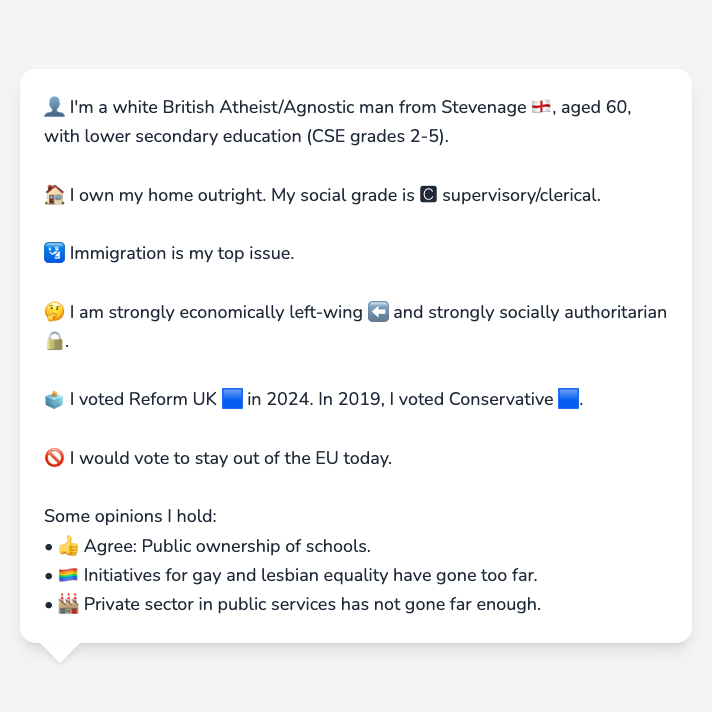 👤 I'm a white British Atheist/Agnostic man from Stevenage 🏴󠁧󠁢󠁥󠁮󠁧󠁿, aged 60,
with lower secondary education (CSE grades 2-5).
🏠 I own my home outright. My social grade is 🅲 supervisory/clerical.
🛂 Immigration is my top issue.
🤔 I am strongly economically left-wing ⬅️ and strongly socially authoritarian
🔒.
🗳️ I voted Reform UK 🟦 in 2024. In 2019, I voted Conservative 🟦.
🚫 I would vote to stay out of the EU today.
Some opinions I hold:
• 👍 Agree: Public ownership of schools.
• 🏳️‍🌈 Initiatives for gay and lesbian equality have gone too far.
• 🏭 Private sector in public services has not gone far enough.